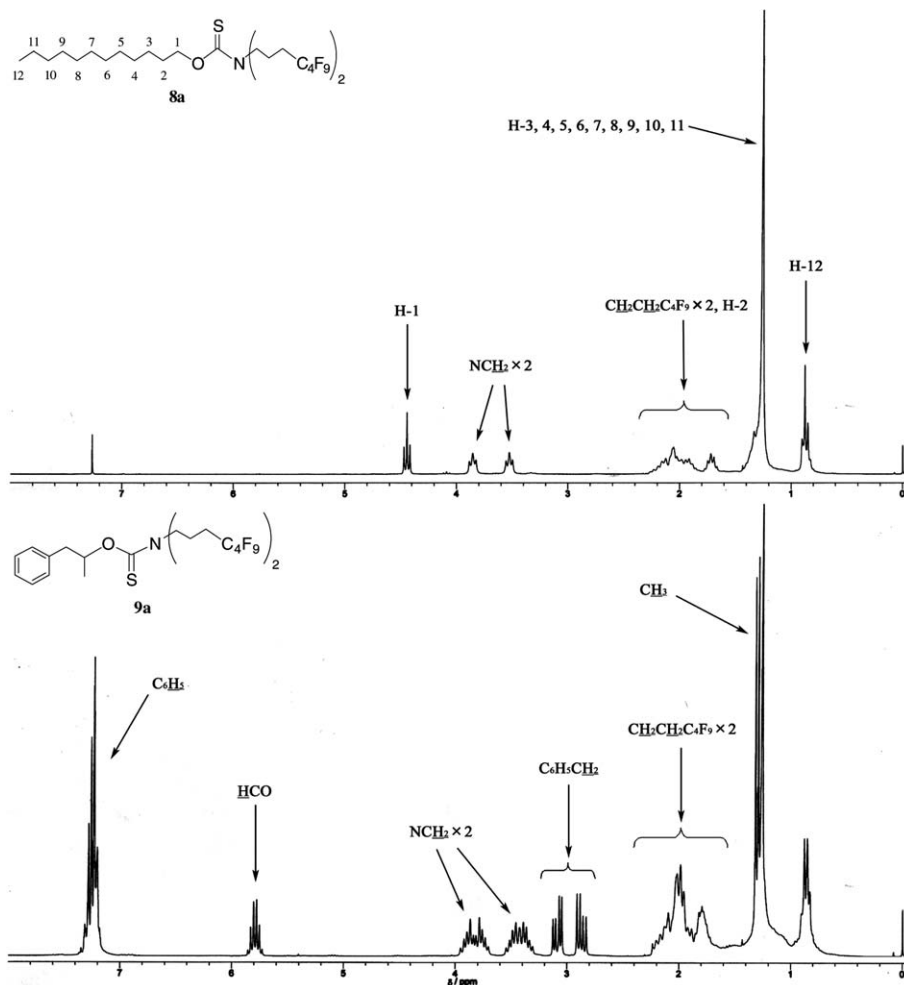 S
11 9 7 5 3 1
12 10 8 6 4 2 O N C₄F₉ 2
8a
H-3, 4, 5, 6, 7, 8, 9, 10, 11
H-12
H-1
CH₂CH₂C₄F₉ × 2, H-2
NCH₂ × 2
7 6 5 4 3 2 1 0
O N C₄F₉ 2
S
9a
CH₃
C₆H₅
CH₂CH₂C₄F₉ × 2
C₆H₅CH₂
HCO
NCH₂ × 2
7 6 5 4 3 2 1 0
δ / ppm